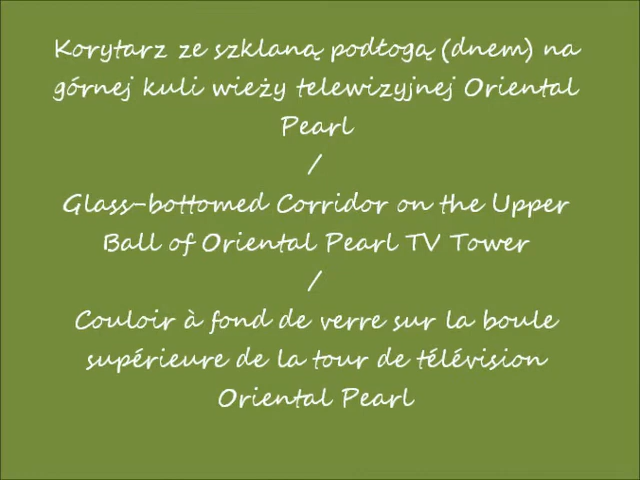 Korytarz ze szklaną podłogą (dnem) na
górnej kuli wieży telewizyjnej Oriental
Pearl
/
Glass-bottomed Corridor on the Upper
Ball of Oriental Pearl TV Tower
/
Couloir à fond de verre sur la boule
supérieure de la tour de télévision
Oriental Pearl